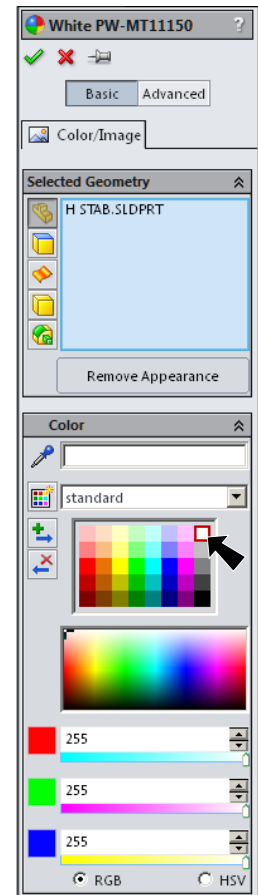 White PW-MT11150 ?
Basic Advanced
Color/Image
Selected Geometry
H STAB.SLDPRT
Remove Appearance
Color
standard
255
255
255
RGB HSV